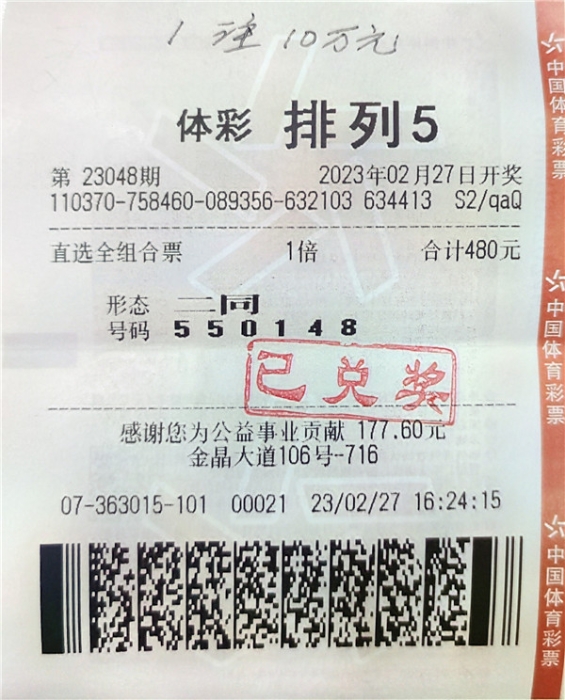 1 注 10万元
体彩 排列5
第 23048期 2023年02月27日开奖
110370-758460-089356-632103 634413 S2/qaQ
直选全组合票 1倍 合计480元
形态 二同
号码 5 5 0 1 4 8
已兑奖
感谢您为公益事业贡献 177.60元
金晶大道106号-716
07-363015-101 00021 23/02/27 16:24:15
中国体育彩票
中国体育彩票
中国体育彩票